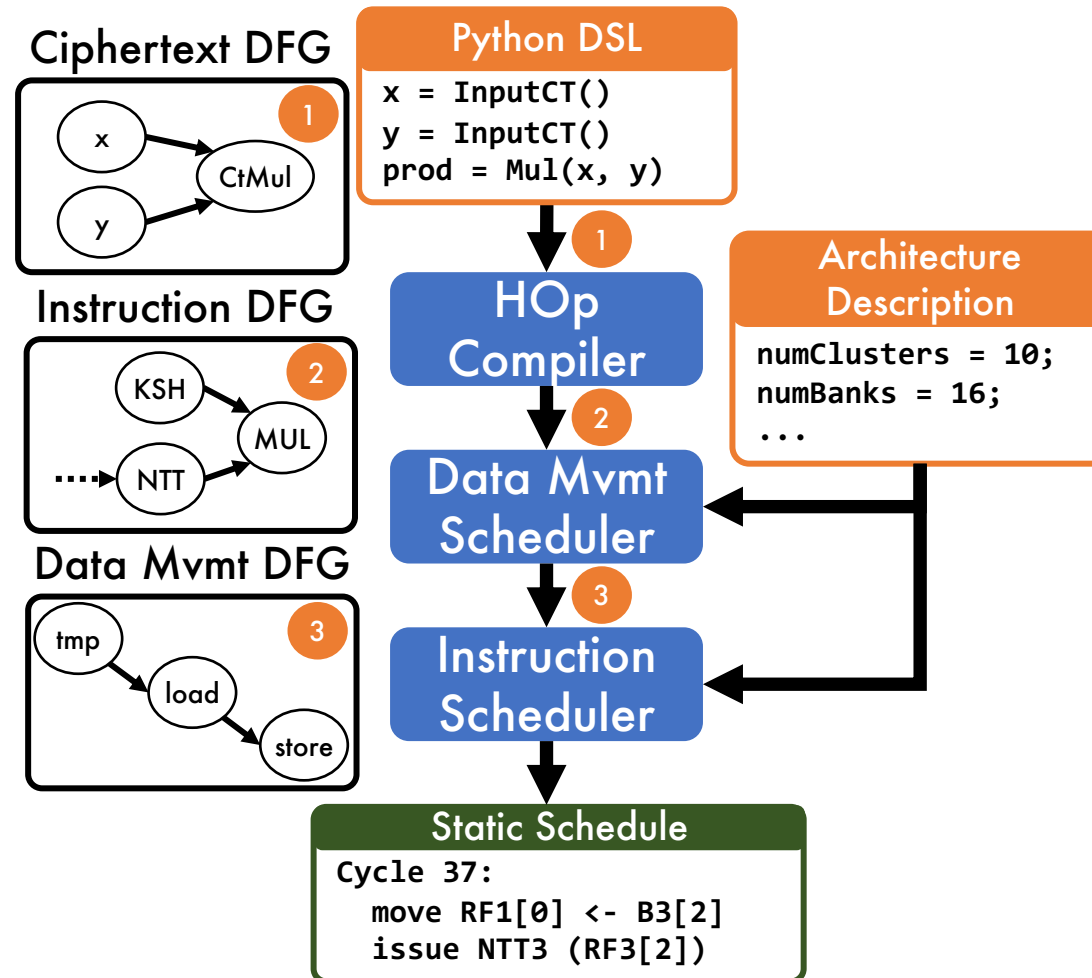 Ciphertext DFG
1
x
y
CtMul
Instruction DFG
2
KSH
NTT
MUL
Data Mvmt DFG
3
tmp
load
store
Python DSL
x = InputCT()
y = InputCT()
prod = Mul(x, y)
1
HOp
Compiler
2
Data Mvmt
Scheduler
3
Instruction
Scheduler
Architecture
Description
numClusters = 10;
numBanks = 16;
...
Static Schedule
Cycle 37:
move RF1[0] <- B3[2]
issue NTT3 (RF3[2])